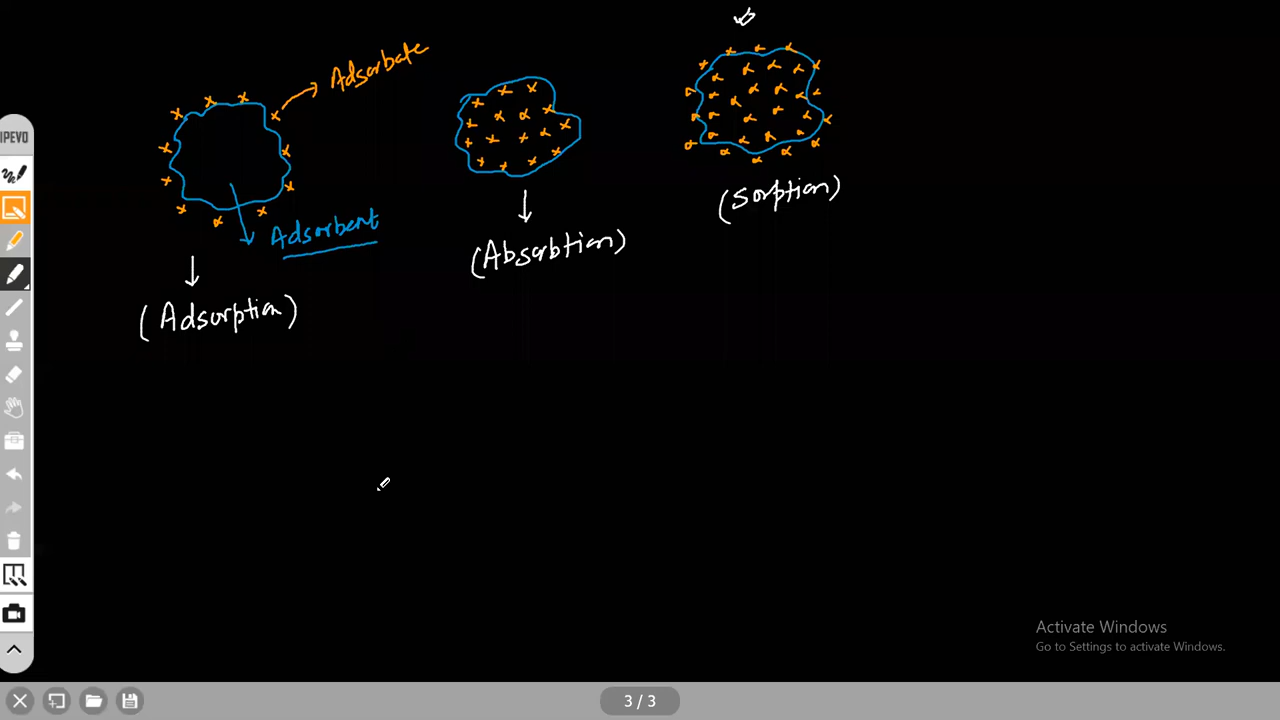 IPEVO
Adsorbate
Adsorbent
(Adsorption)
(Absorbtion)
(Sorption)
Activate Windows
Go to Settings to activate Windows.
3 / 3